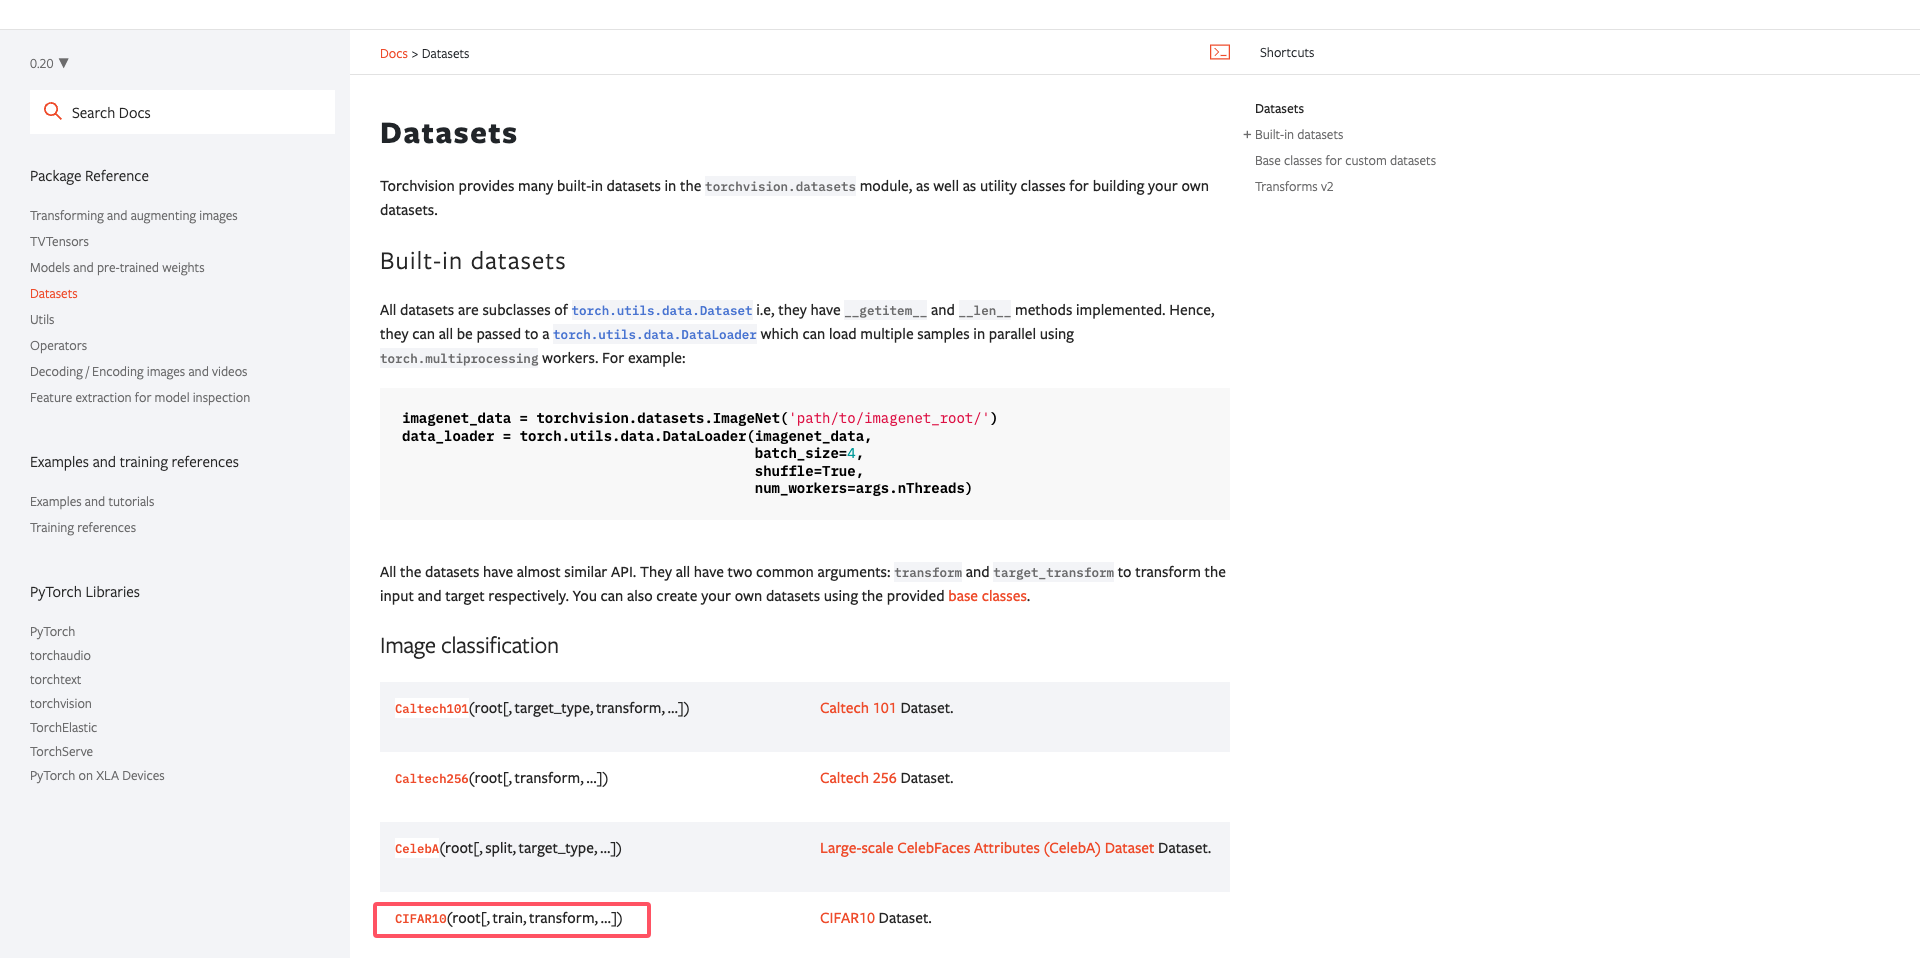 0.20 ▼
Search Docs
Package Reference
Transforming and augmenting images
TVTensors
Models and pre-trained weights
Datasets
Utils
Operators
Decoding / Encoding images and videos
Feature extraction for model inspection
Examples and training references
Examples and tutorials
Training references
PyTorch Libraries
PyTorch
torchaudio
torchtext
torchvision
TorchElastic
TorchServe
PyTorch on XLA Devices
Docs > Datasets
Shortcuts
Datasets
Torchvision provides many built-in datasets in the torchvision.datasets module, as well as utility classes for building your own
datasets.
Built-in datasets
All datasets are subclasses of torch.utils.data.Dataset i.e, they have __getitem__ and __len__ methods implemented. Hence,
they can all be passed to a torch.utils.data.DataLoader which can load multiple samples in parallel using
torch.multiprocessing workers. For example:
imagenet_data = torchvision.datasets.ImageNet('path/to/imagenet_root/')
data_loader = torch.utils.data.DataLoader(imagenet_data,
batch_size=4,
shuffle=True,
num_workers=args.nThreads)
All the datasets have almost similar API. They all have two common arguments: transform and target_transform to transform the
input and target respectively. You can also create your own datasets using the provided base classes.
Image classification
Caltech101(root[, target_type, transform, ...]) Caltech 101 Dataset.
Caltech256(root[, transform, ...]) Caltech 256 Dataset.
CelebA(root[, split, target_type, ...]) Large-scale CelebFaces Attributes (CelebA) Dataset Dataset.
CIFAR10(root[, train, transform, ...]) CIFAR10 Dataset.
Datasets
+ Built-in datasets
Base classes for custom datasets
Transforms v2